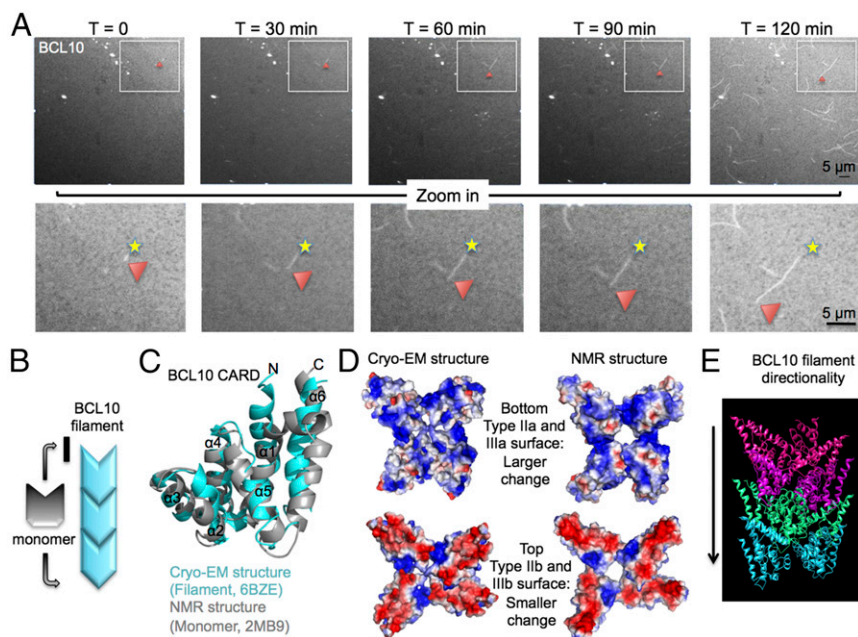 A
T = 0
T = 30 min
T = 60 min
T = 90 min
T = 120 min
BCL10
5 μm
Zoom in
5 μm
B
BCL10
filament
monomer
C
BCL10 CARD
N
C
α6
α4
α1
α3
α5
α2
Cryo-EM structure
(Filament, 6BZE)
NMR structure
(Monomer, 2MB9)
D
Cryo-EM structure
NMR structure
Bottom
Type IIa and
IIIa surface:
Larger
change
Top
Type IIb and
IIIb surface:
Smaller
change
E
BCL10 filament
directionality